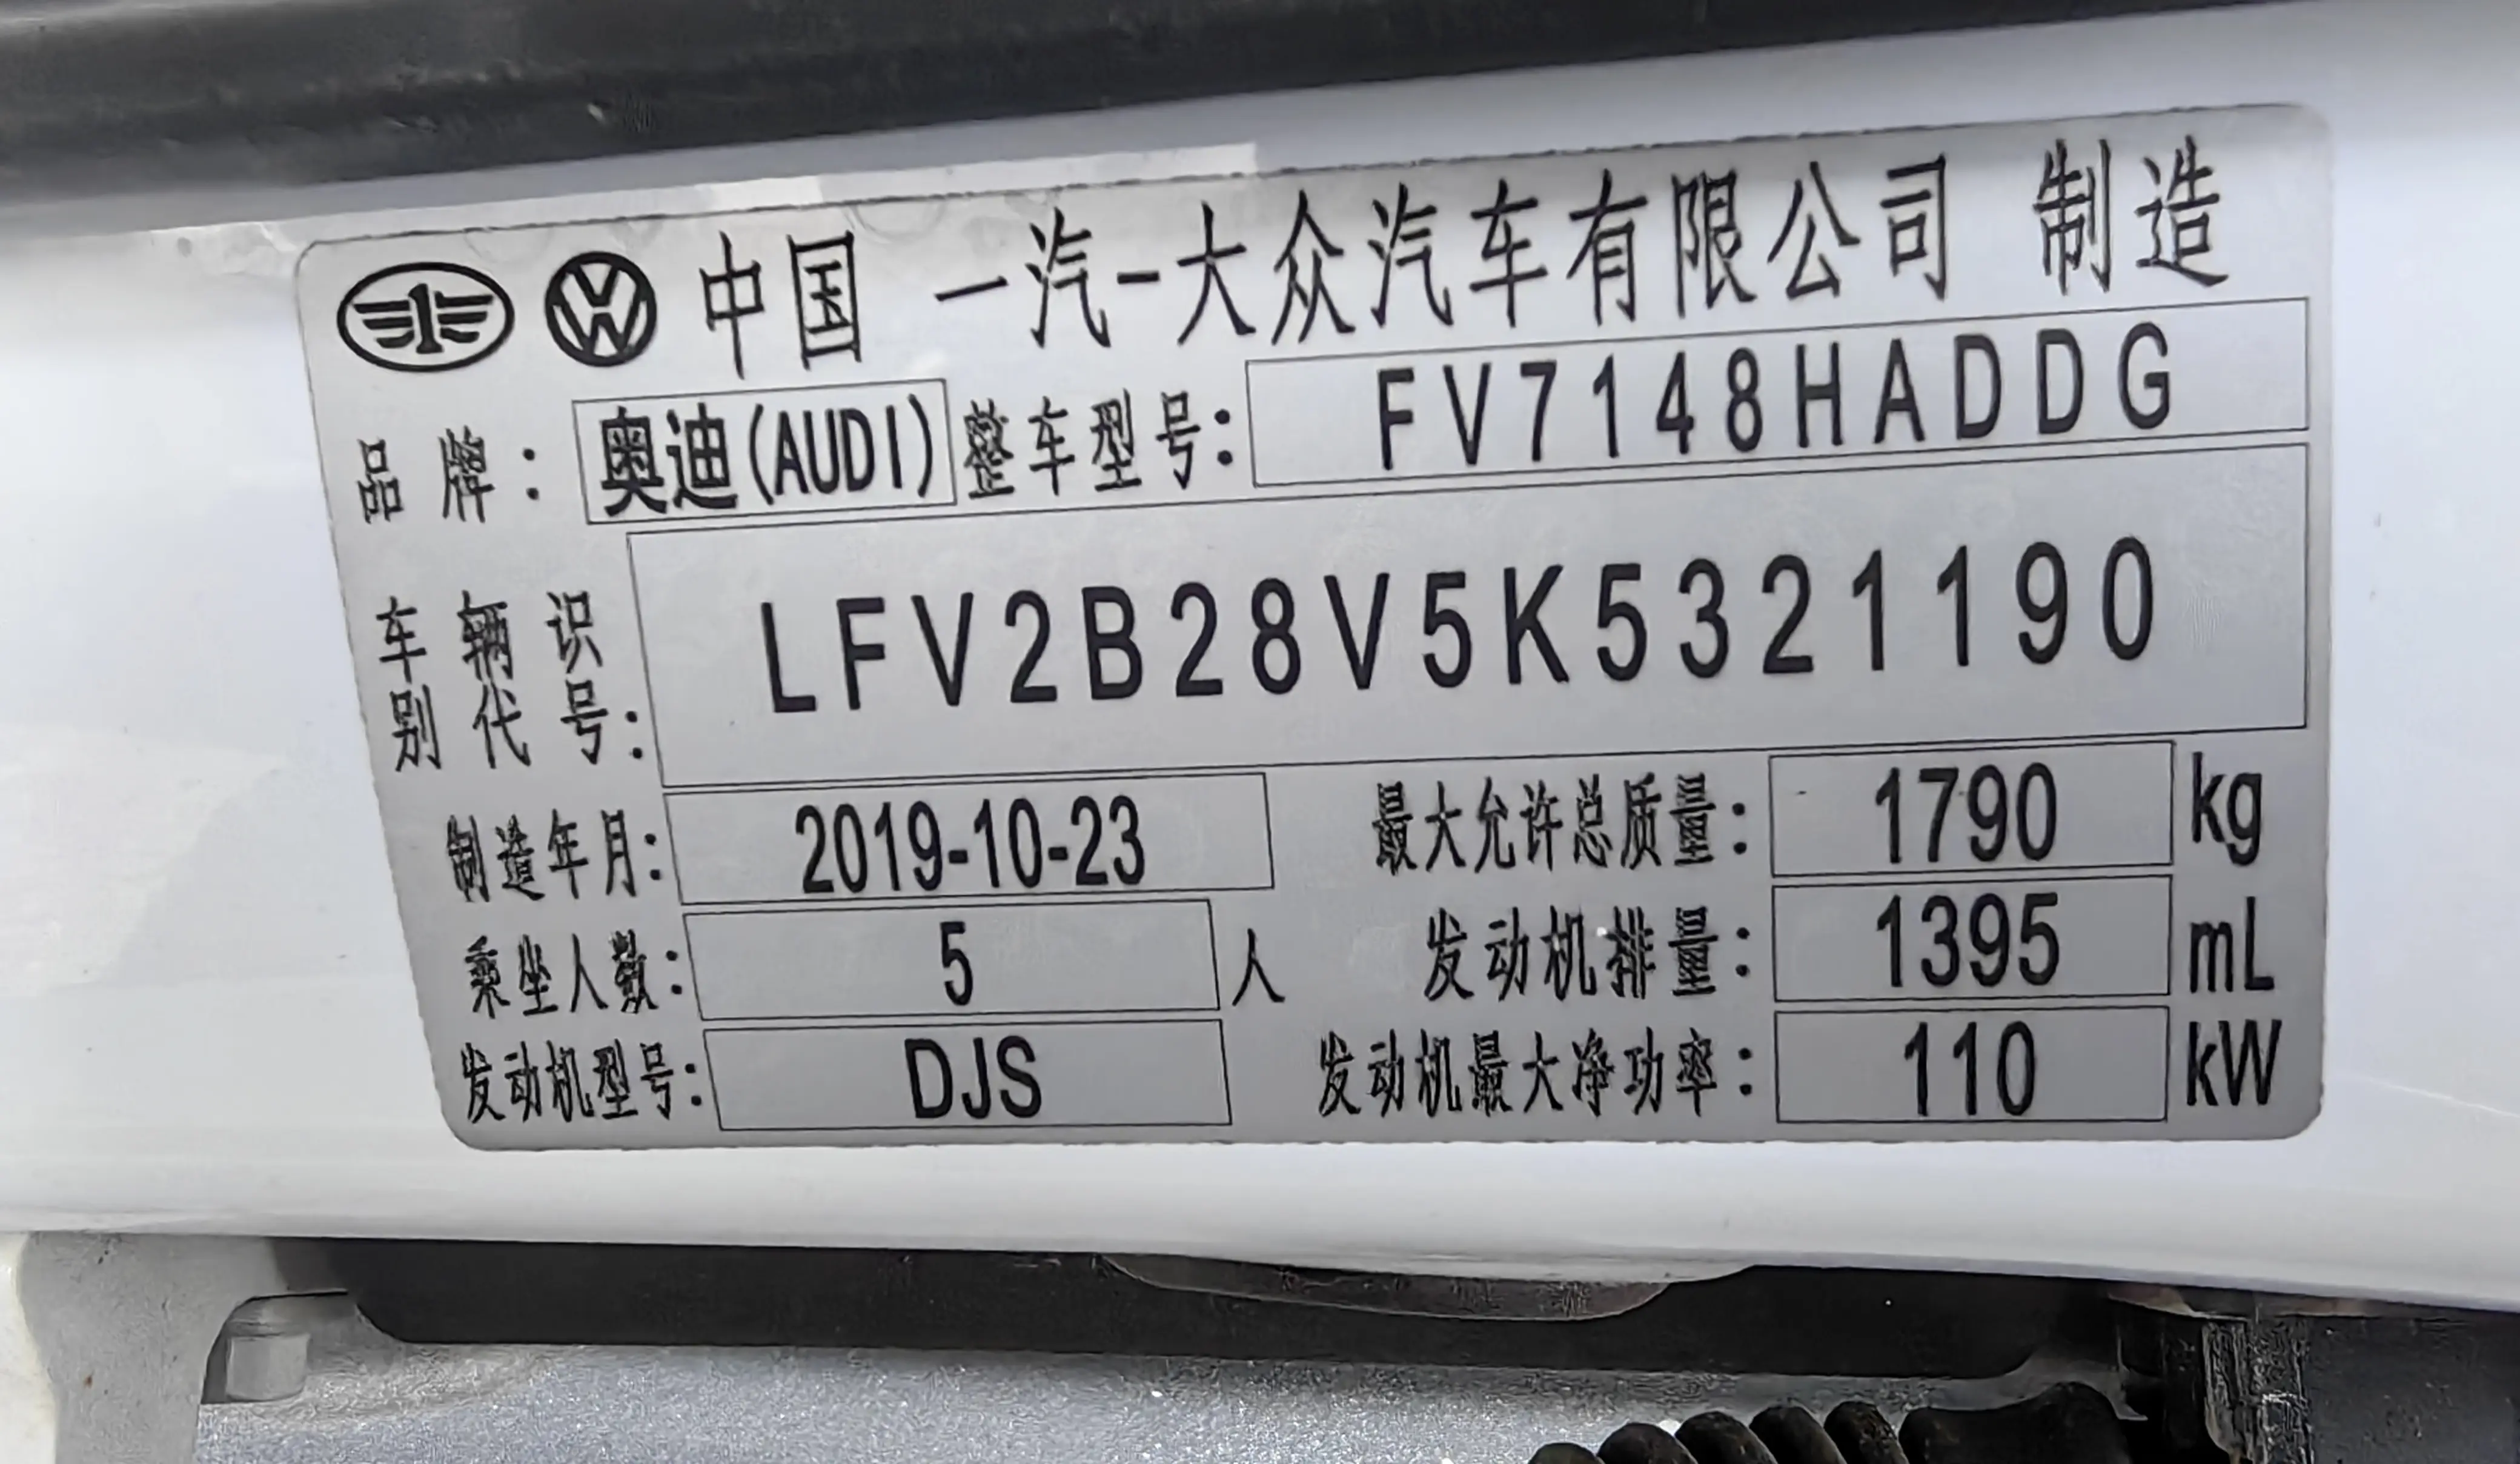 中国 一汽-大众汽车有限公司 制造
品牌: 奥迪(AUDI) 整车型号: FV7148HADDG
车辆识别代号: LFV2B28V5K5321190
制造年月: 2019-10-23 最大允许总质量: 1790 kg
乘坐人数: 5 人 发动机排量: 1395 mL
发动机型号: DJS 发动机最大净功率: 110 kW